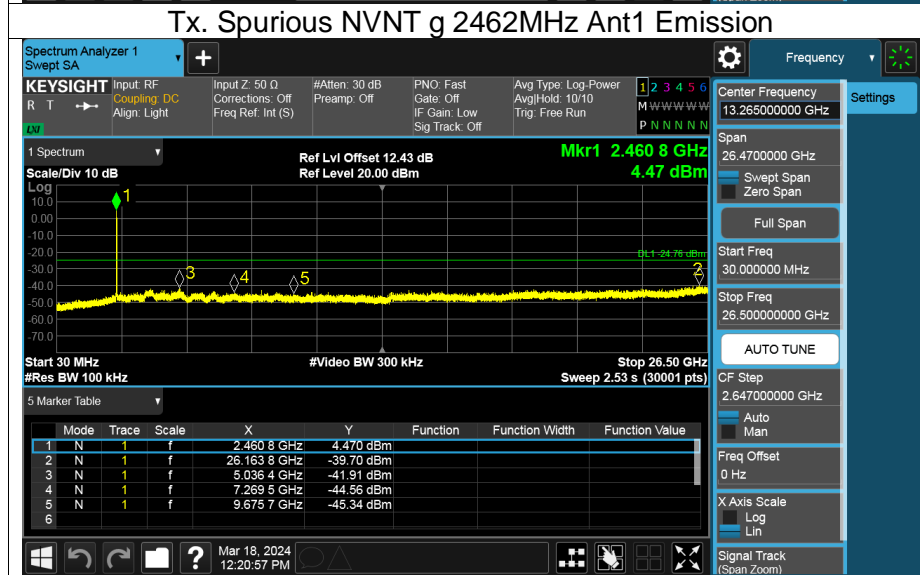 (Span Zoom)
Tx. Spurious NVNT g 2462MHz Ant1 Emission
Spectrum Analyzer 1
Swept SA
+
Frequency
KEYSIGHT
R T
LXI
Input: RF
Coupling: DC
Align: Light
Input Z: 50 Ω
Corrections: Off
Freq Ref: Int (S)
#Atten: 30 dB
Preamp: Off
PNO: Fast
Gate: Off
IF Gain: Low
Sig Track: Off
Avg Type: Log-Power
Avg|Hold: 10/10
Trig: Free Run
1 2 3 4 5 6
M W W W W W
P N N N N N
Settings
1 Spectrum
Scale/Div 10 dB
Ref Lvl Offset 12.43 dB
Ref Level 20.00 dBm
Mkr1 2.460 8 GHz
4.47 dBm
Log
10.0
0.00
-10.0
-20.0
-30.0
-40.0
-50.0
-60.0
-70.0
1
3
4
5
2
DL1 -24.76 dBm
Start 30 MHz
#Res BW 100 kHz
#Video BW 300 kHz
Stop 26.50 GHz
Sweep 2.53 s (30001 pts)
5 Marker Table
Mode Trace Scale X Y Function Function Width Function Value
1 N 1 f 2.460 8 GHz 4.470 dBm
2 N 1 f 26.163 8 GHz -39.70 dBm
3 N 1 f 5.036 4 GHz -41.91 dBm
4 N 1 f 7.269 5 GHz -44.56 dBm
5 N 1 f 9.675 7 GHz -45.34 dBm
6
?
Mar 18, 2024
12:20:57 PM
Center Frequency
13.265000000 GHz
Span
26.4700000 GHz
Swept Span
Zero Span
Full Span
Start Freq
30.000000 MHz
Stop Freq
26.500000000 GHz
AUTO TUNE
CF Step
2.647000000 GHz
Auto
Man
Freq Offset
0 Hz
X Axis Scale
Log
Lin
Signal Track
(Span Zoom)